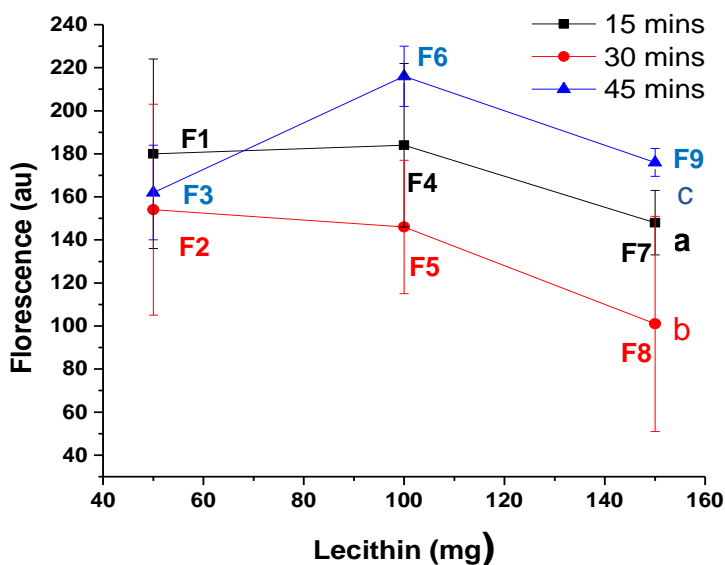 15 mins
30 mins
45 mins
Florescence (au)
220
200
180
160
140
120
100
80
60
40
40
60
80
100
120
140
160
Lecithin (mg)
F1
F2
F3
F4
F5
F6
F7
F8
F9
c
a
b